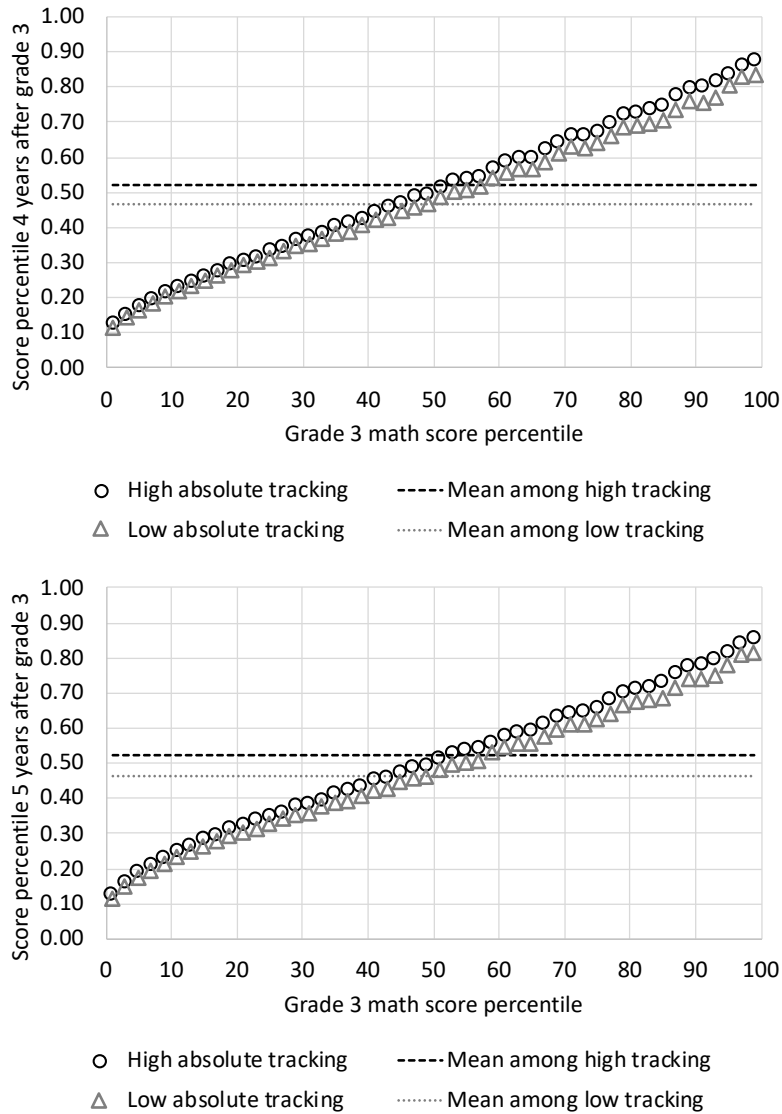 Score percentile 4 years after grade 3
1.00
0.90
0.80
0.70
0.60
0.50
0.40
0.30
0.20
0.10
0.00
0 10 20 30 40 50 60 70 80 90 100
Grade 3 math score percentile
High absolute tracking Mean among high tracking
Low absolute tracking Mean among low tracking
Score percentile 5 years after grade 3
1.00
0.90
0.80
0.70
0.60
0.50
0.40
0.30
0.20
0.10
0.00
0 10 20 30 40 50 60 70 80 90 100
Grade 3 math score percentile
High absolute tracking Mean among high tracking
Low absolute tracking Mean among low tracking